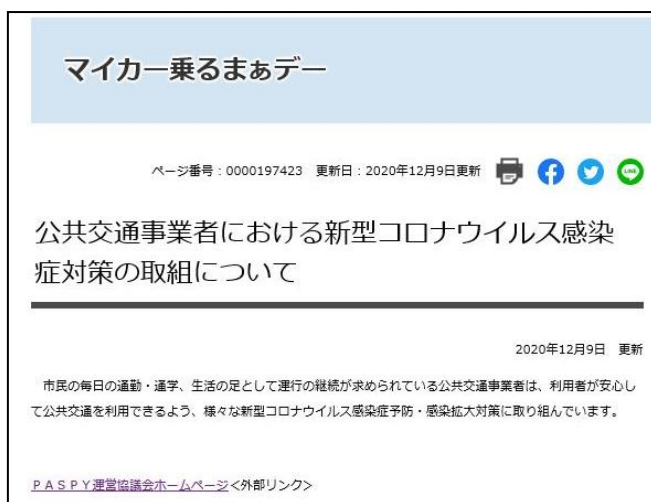 マイカー乗るまぁデー
ページ番号：0000197423 更新日：2020年12月9日更新
LINE
公共交通事業者における新型コロナウイルス感染
症対策の取組について
2020年12月9日 更新
市民の毎日の通勤・通学、生活の足として運行の継続が求められている公共交通事業者は、利用者が安心し
て公共交通を利用できるよう、様々な新型コロナウイルス感染症予防・感染拡大対策に取り組んでいます。
ＰＡＳＰＹ運営協議会ホームページ<外部リンク>